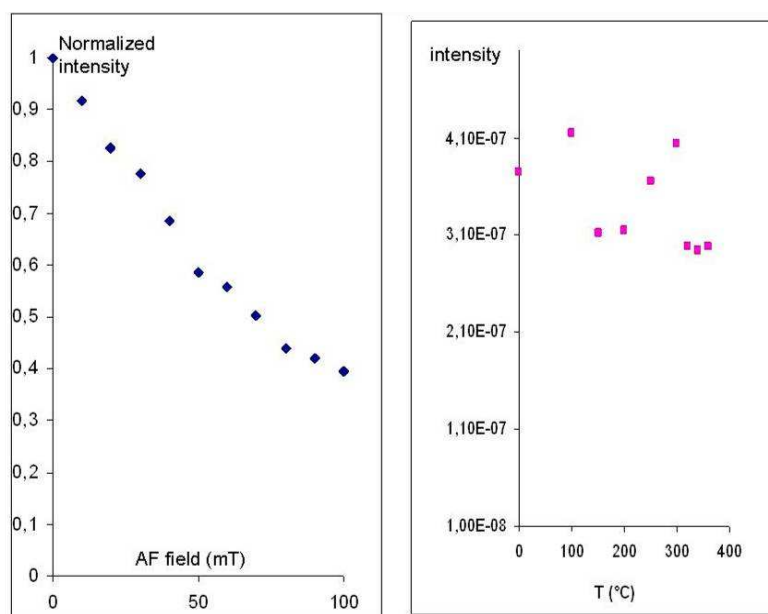 Normalized
intensity
1
0,9
0,8
0,7
0,6
0,5
0,4
0,3
0,2
0,1
0
AF field (mT)
0 50 100
intensity
4,10E-07
3,10E-07
2,10E-07
1,10E-07
1,00E-08
0 100 200 300 400
T (°C)